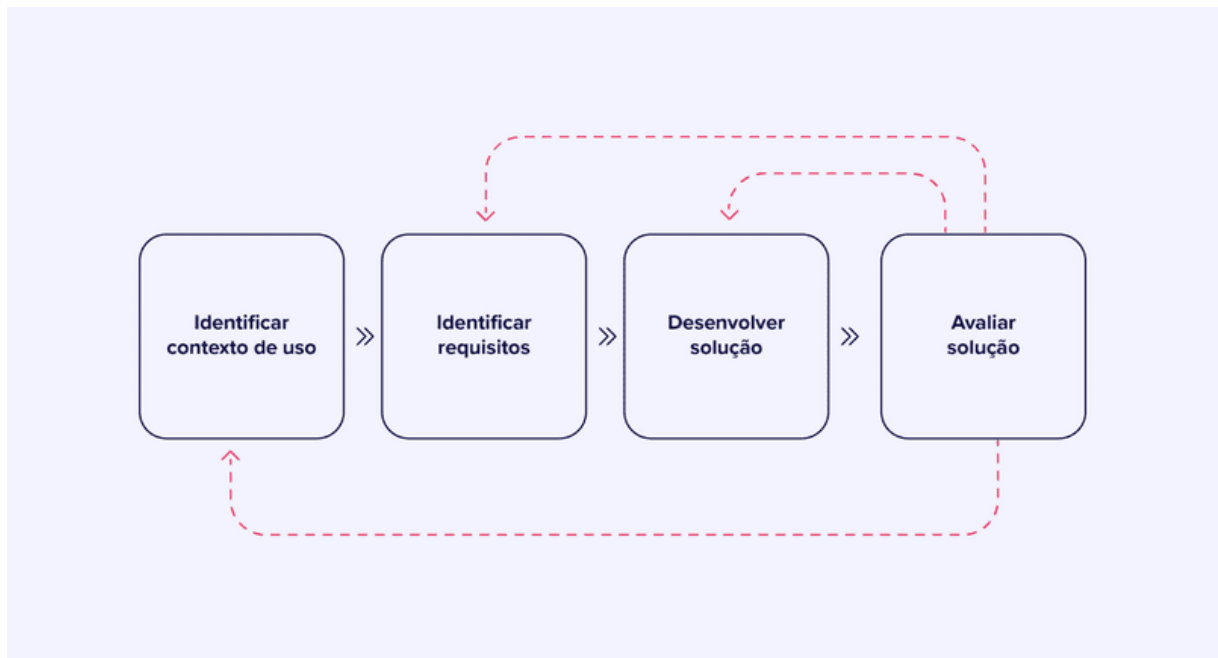 Identificar
contexto de uso
Identificar
requisitos
Desenvolver
solução
Avaliar
solução